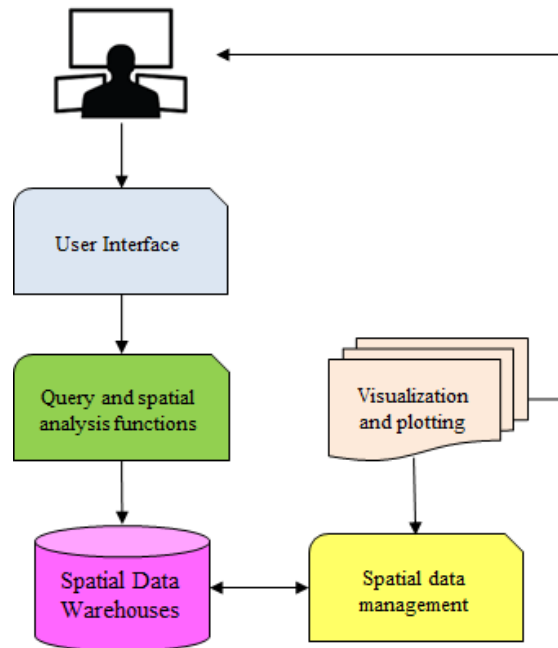 User Interface
Query and spatial
analysis functions
Visualization
and plotting
Spatial Data
Warehouses
Spatial data
management